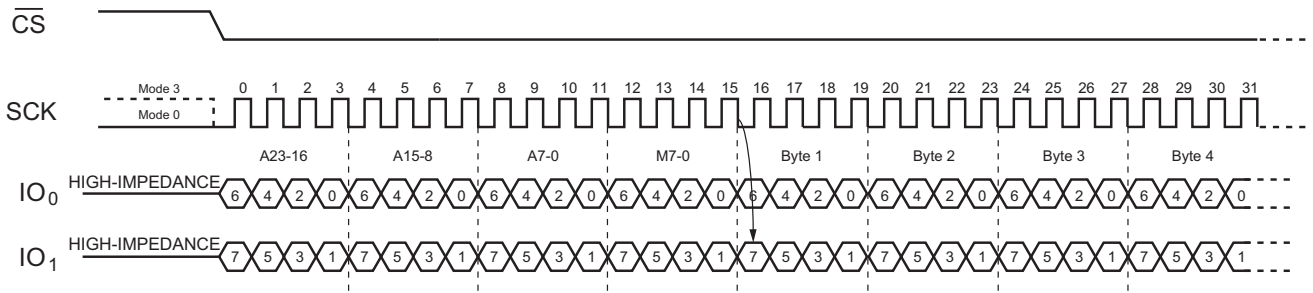 CS
0 1 2 3 4 5 6 7 8 9 10 11 12 13 14 15 16 17 18 19 20 21 22 23 24 25 26 27 28 29 30 31
Mode 3
SCK
Mode 0
A23-16 A15-8 A7-0 M7-0 Byte 1 Byte 2 Byte 3 Byte 4
IO0 HIGH-IMPEDANCE 6 4 2 0 6 4 2 0 6 4 2 0 6 4 2 0 6 4 2 0 6 4 2 0 6 4 2 0 6 4 2 0
IO1 HIGH-IMPEDANCE 7 5 3 1 7 5 3 1 7 5 3 1 7 5 3 1 7 5 3 1 7 5 3 1 7 5 3 1 7 5 3 1